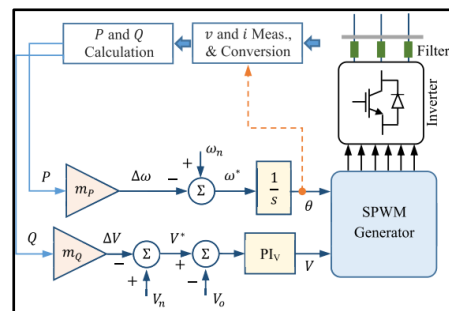 P and Q
Calculation
v and i Meas.,
& Conversion
Filter
Inverter
ω_n
P
m_P
Δω
−
+
Σ
ω*
1
s
θ
SPWM
Generator
Q
m_Q
ΔV
−
+
Σ
V*
+
−
Σ
PI_V
V
V_n
V_o